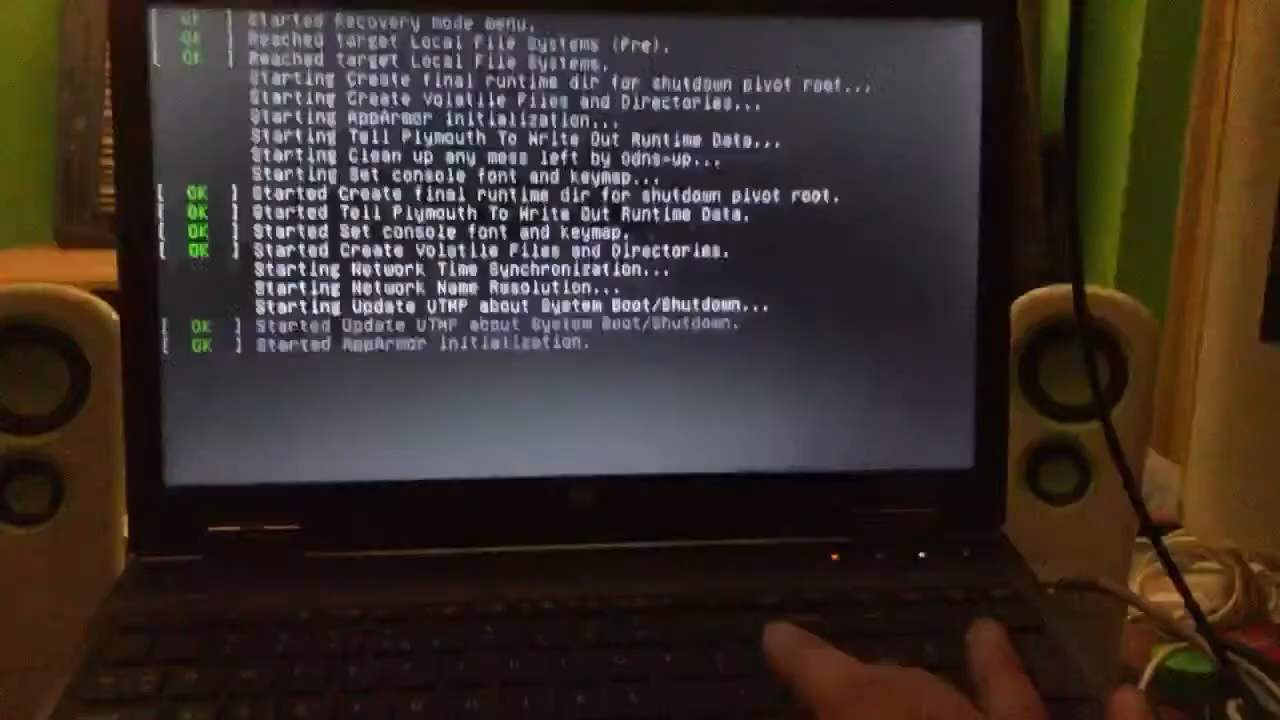 [ OK ] Started Recovery mode menu.
[ OK ] Reached target Local File Systems (Pre).
[ OK ] Reached target Local File Systems.
Starting Create final runtime dir for shutdown pivot root...
Starting Create Volatile Files and Directories...
Starting AppArmor initialization...
Starting Tell Plymouth To Write Out Runtime Data...
Starting Clean up any mess left by 0dns-up...
Starting Set console font and keymap...
[ OK ] Started Create final runtime dir for shutdown pivot root.
[ OK ] Started Tell Plymouth To Write Out Runtime Data.
[ OK ] Started Set console font and keymap.
[ OK ] Started Create Volatile Files and Directories.
Starting Network Time Synchronization...
Starting Network Name Resolution...
Starting Update UTMP about System Boot/Shutdown...
[ OK ] Started Update UTMP about System Boot/Shutdown.
[ OK ] Started AppArmor initialization.